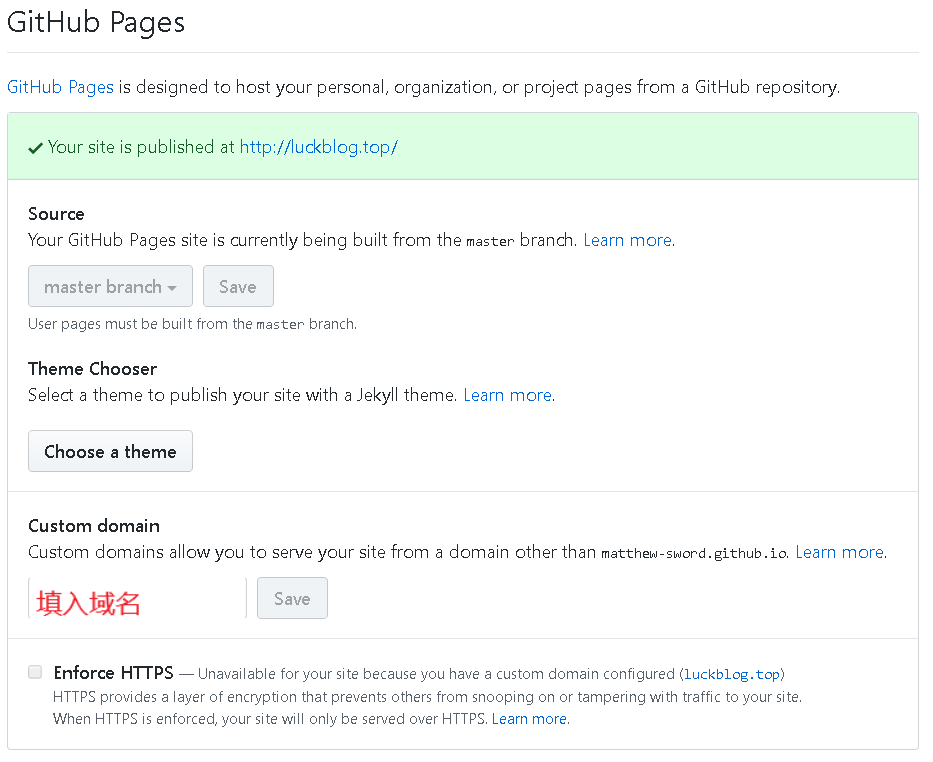 GitHub Pages
GitHub Pages is designed to host your personal, organization, or project pages from a GitHub repository.
✔ Your site is published at http://luckblog.top/
Source
Your GitHub Pages site is currently being built from the master branch. Learn more.
master branch Save
User pages must be built from the master branch.
Theme Chooser
Select a theme to publish your site with a Jekyll theme. Learn more.
Choose a theme
Custom domain
Custom domains allow you to serve your site from a domain other than matthew-sword.github.io. Learn more.
填入域名 Save
Enforce HTTPS — Unavailable for your site because you have a custom domain configured (luckblog.top)
HTTPS provides a layer of encryption that prevents others from snooping on or tampering with traffic to your site.
When HTTPS is enforced, your site will only be served over HTTPS. Learn more.